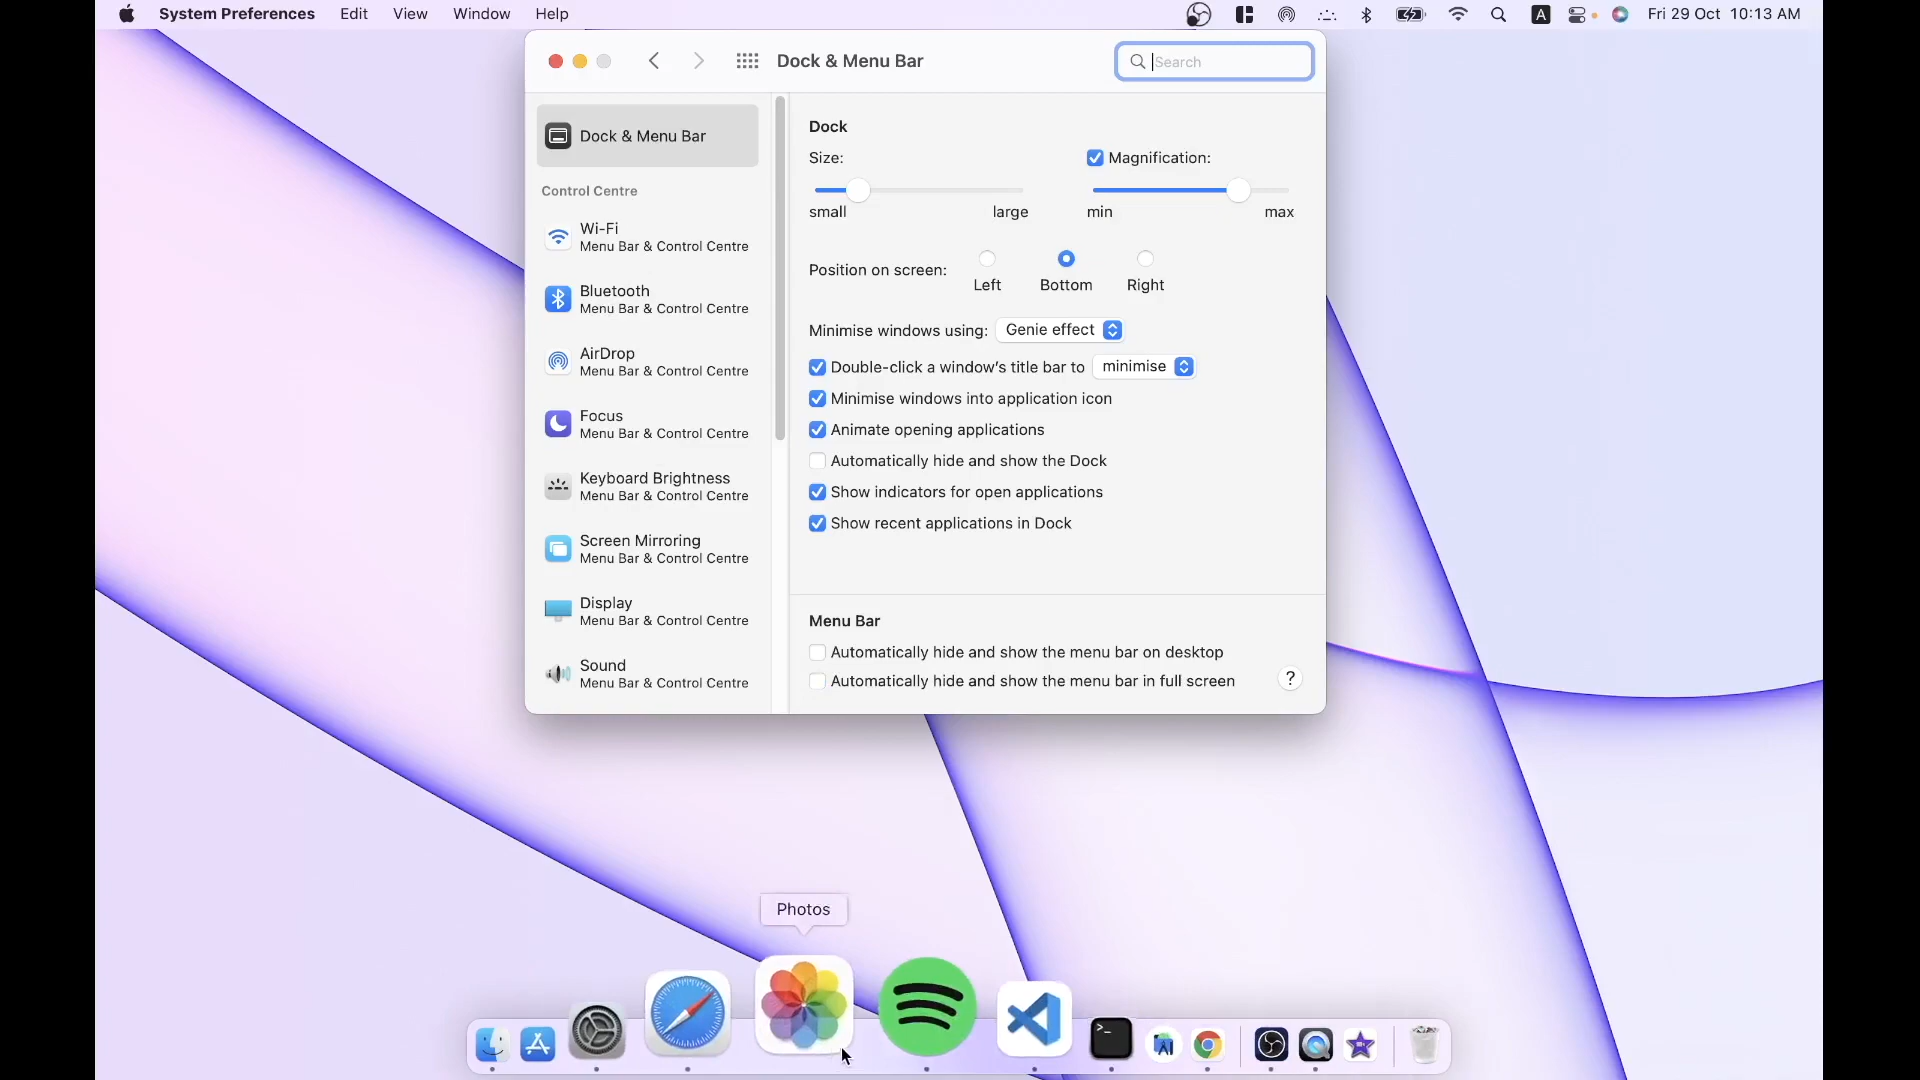 System Preferences Edit View Window Help
A Fri 29 Oct 10:13 AM
Dock & Menu Bar
Search
Dock & Menu Bar
Control Centre
Wi-Fi
Menu Bar & Control Centre
Bluetooth
Menu Bar & Control Centre
AirDrop
Menu Bar & Control Centre
Focus
Menu Bar & Control Centre
Keyboard Brightness
Menu Bar & Control Centre
Screen Mirroring
Menu Bar & Control Centre
Display
Menu Bar & Control Centre
Sound
Menu Bar & Control Centre
Dock
Size:
Magnification:
small large
min max
Position on screen:
Left Bottom Right
Minimise windows using: Genie effect
Double-click a window's title bar to minimise
Minimise windows into application icon
Animate opening applications
Automatically hide and show the Dock
Show indicators for open applications
Show recent applications in Dock
Menu Bar
Automatically hide and show the menu bar on desktop
Automatically hide and show the menu bar in full screen
?
Photos
>_